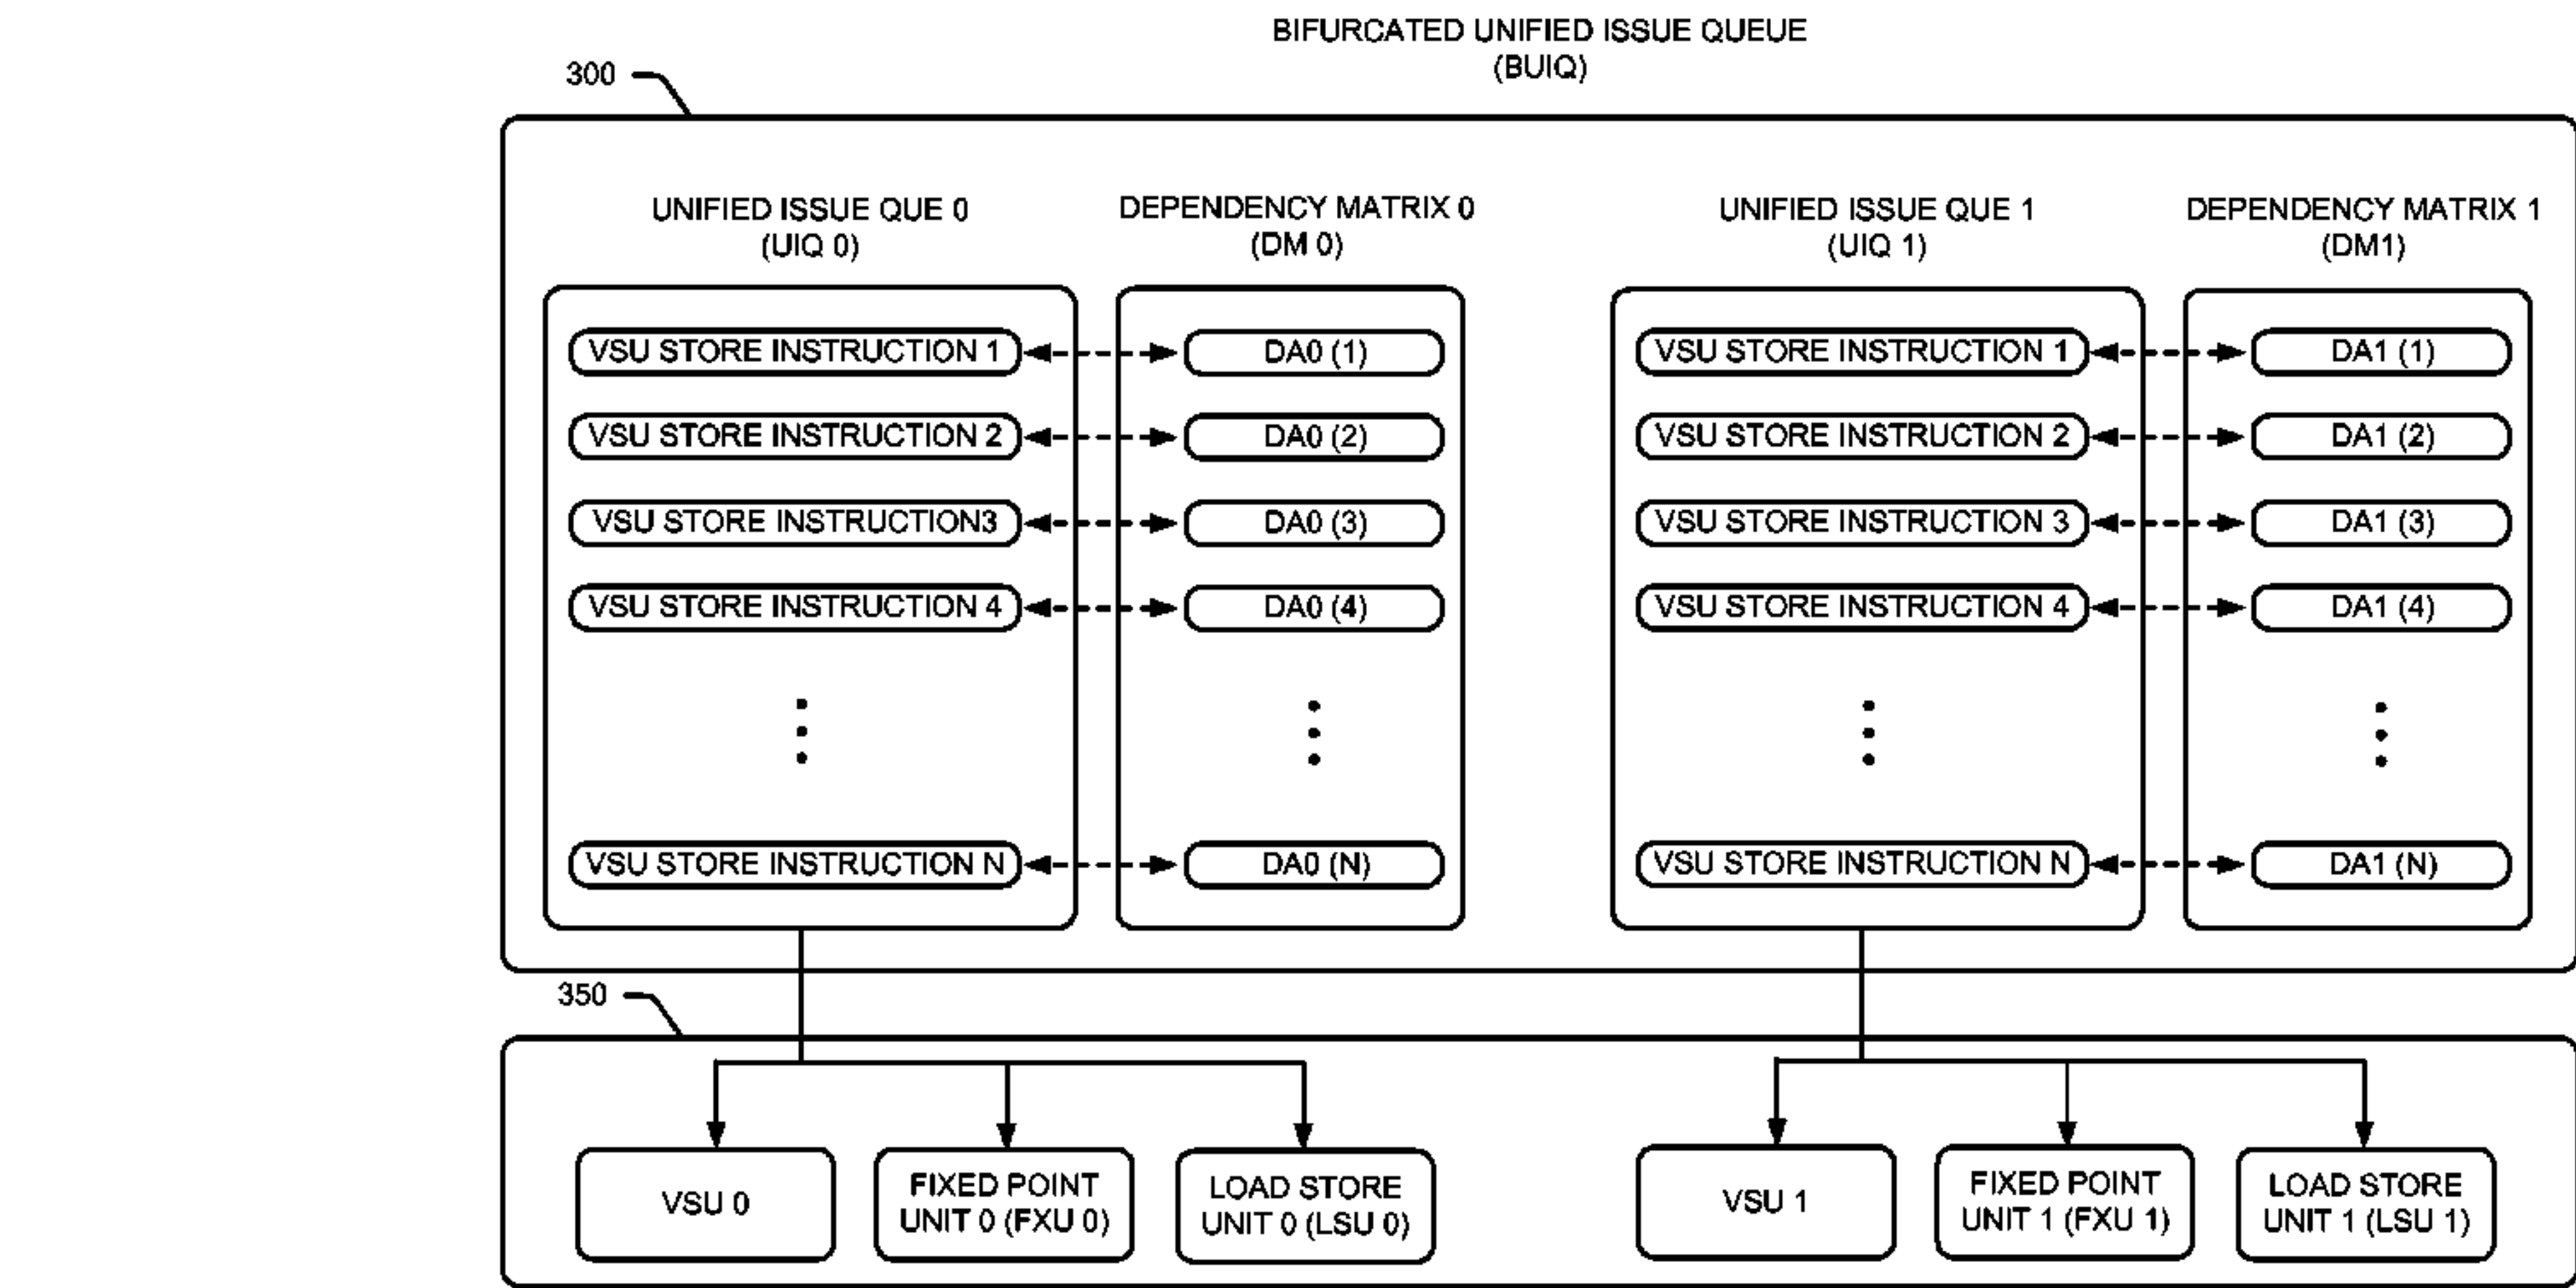 BIFURCATED UNIFIED ISSUE QUEUE
(BUIQ)
300
UNIFIED ISSUE QUE 0
(UIQ 0)
DEPENDENCY MATRIX 0
(DM 0)
UNIFIED ISSUE QUE 1
(UIQ 1)
DEPENDENCY MATRIX 1
(DM1)
VSU STORE INSTRUCTION 1
DA0 (1)
VSU STORE INSTRUCTION 1
DA1 (1)
VSU STORE INSTRUCTION 2
DA0 (2)
VSU STORE INSTRUCTION 2
DA1 (2)
VSU STORE INSTRUCTION3
DA0 (3)
VSU STORE INSTRUCTION 3
DA1 (3)
VSU STORE INSTRUCTION 4
DA0 (4)
VSU STORE INSTRUCTION 4
DA1 (4)
VSU STORE INSTRUCTION N
DA0 (N)
VSU STORE INSTRUCTION N
DA1 (N)
350
VSU 0
FIXED POINT
UNIT 0 (FXU 0)
LOAD STORE
UNIT 0 (LSU 0)
VSU 1
FIXED POINT
UNIT 1 (FXU 1)
LOAD STORE
UNIT 1 (LSU 1)